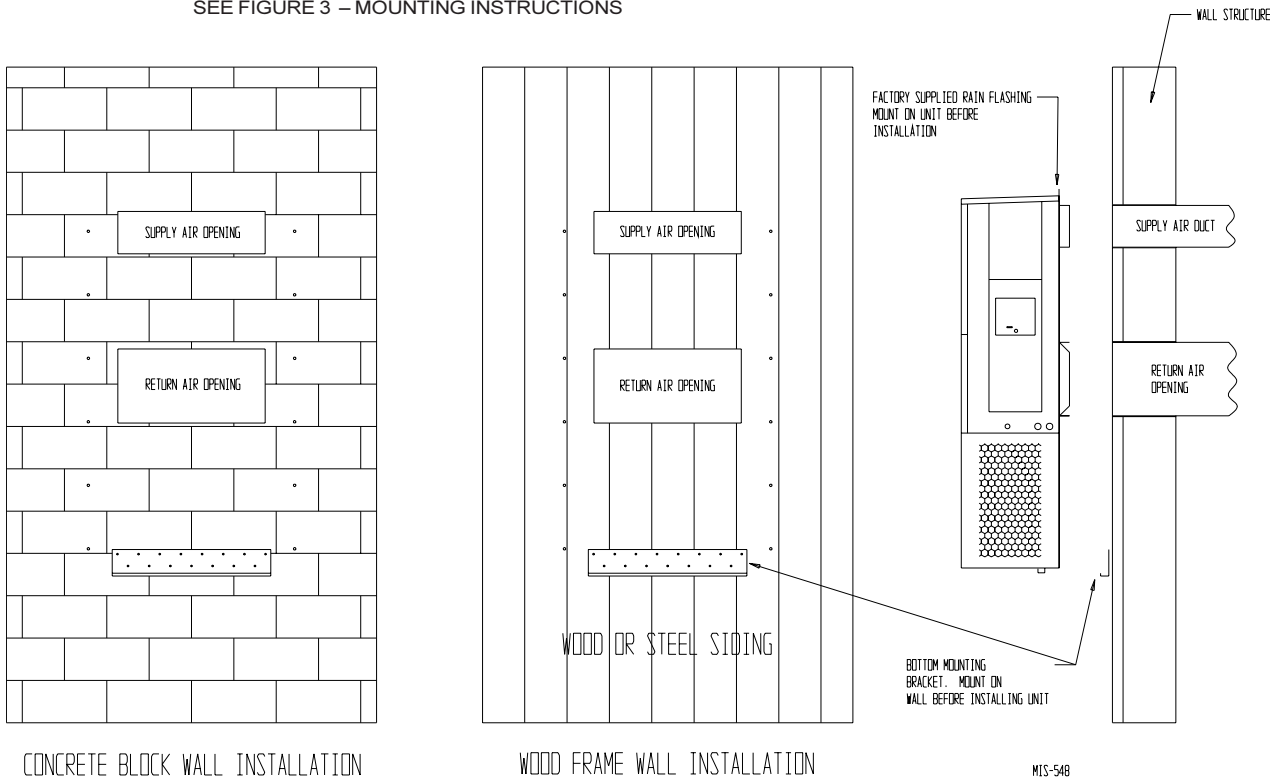 SEE FIGURE 3 – MOUNTING INSTRUCTIONS
WALL STRUCTURE
FACTORY SUPPLIED RAIN FLASHING
MOUNT ON UNIT BEFORE
INSTALLATION
SUPPLY AIR OPENING
SUPPLY AIR OPENING
SUPPLY AIR DUCT
RETURN AIR OPENING
RETURN AIR OPENING
RETURN AIR
OPENING
WOOD OR STEEL SIDING
BOTTOM MOUNTING
BRACKET. MOUNT ON
WALL BEFORE INSTALLING UNIT
CONCRETE BLOCK WALL INSTALLATION
WOOD FRAME WALL INSTALLATION
MIS-548